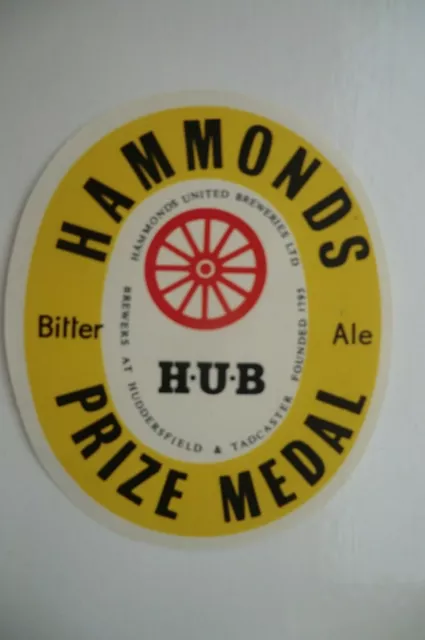 HAMMONDS
HAMMONDS UNITED BREWERIES LTD
Bitter
Ale
H·U·B
BREWERS AT HUDDERSFIELD & TADCASTER FOUNDED 1795
PRIZE MEDAL